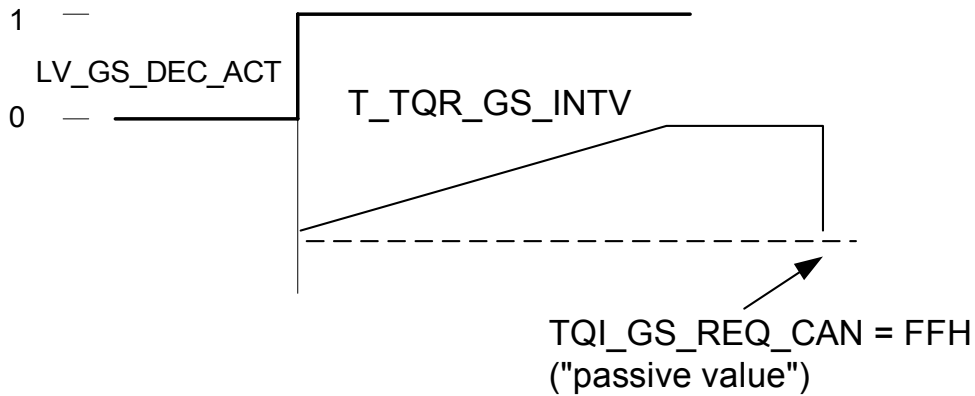 1
LV_GS_DEC_ACT
0
T_TQR_GS_INTV
TQI_GS_REQ_CAN = FFH
("passive value")